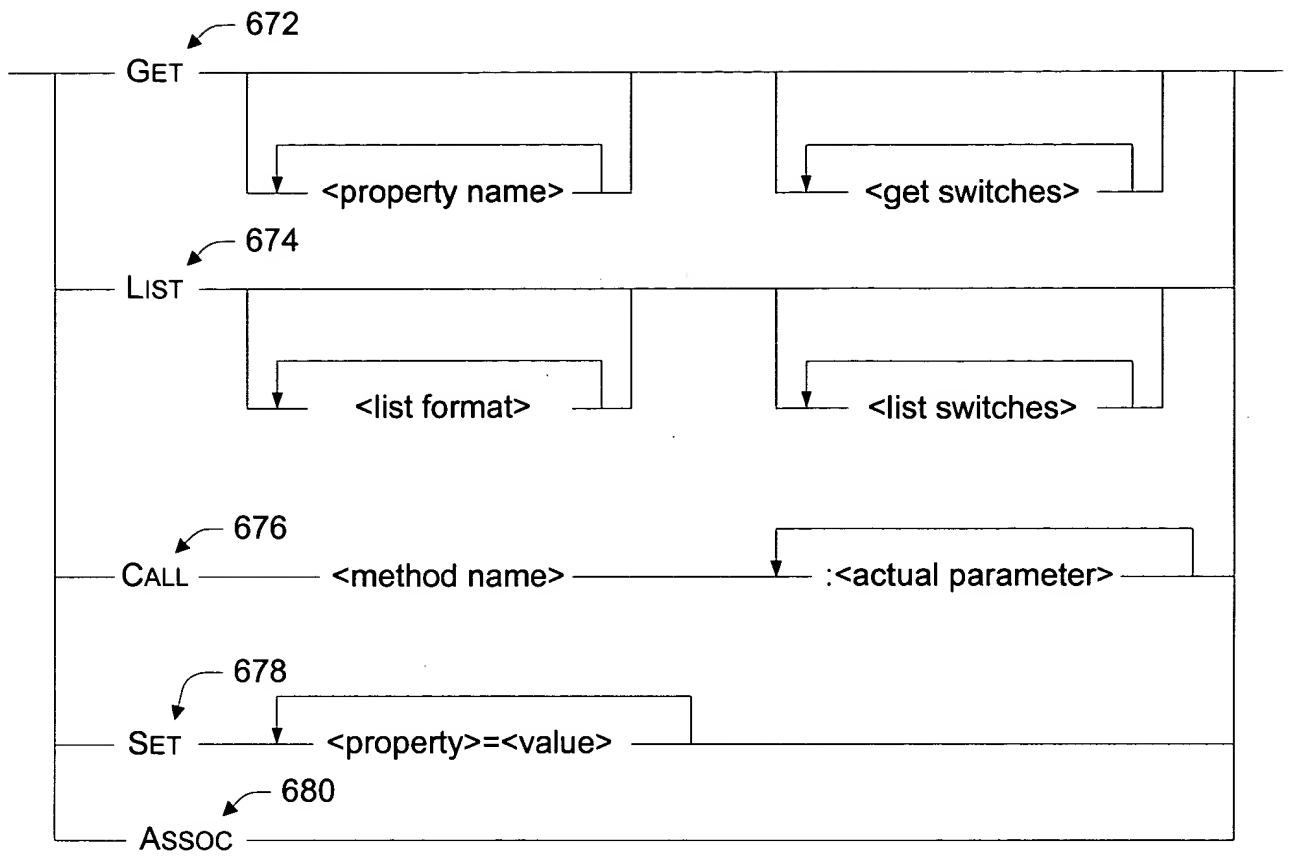 672
GET
<property name> <get switches>
674
LIST
<list format> <list switches>
676
CALL <method name> :<actual parameter>
678
SET <property>=<value>
680
ASSOC